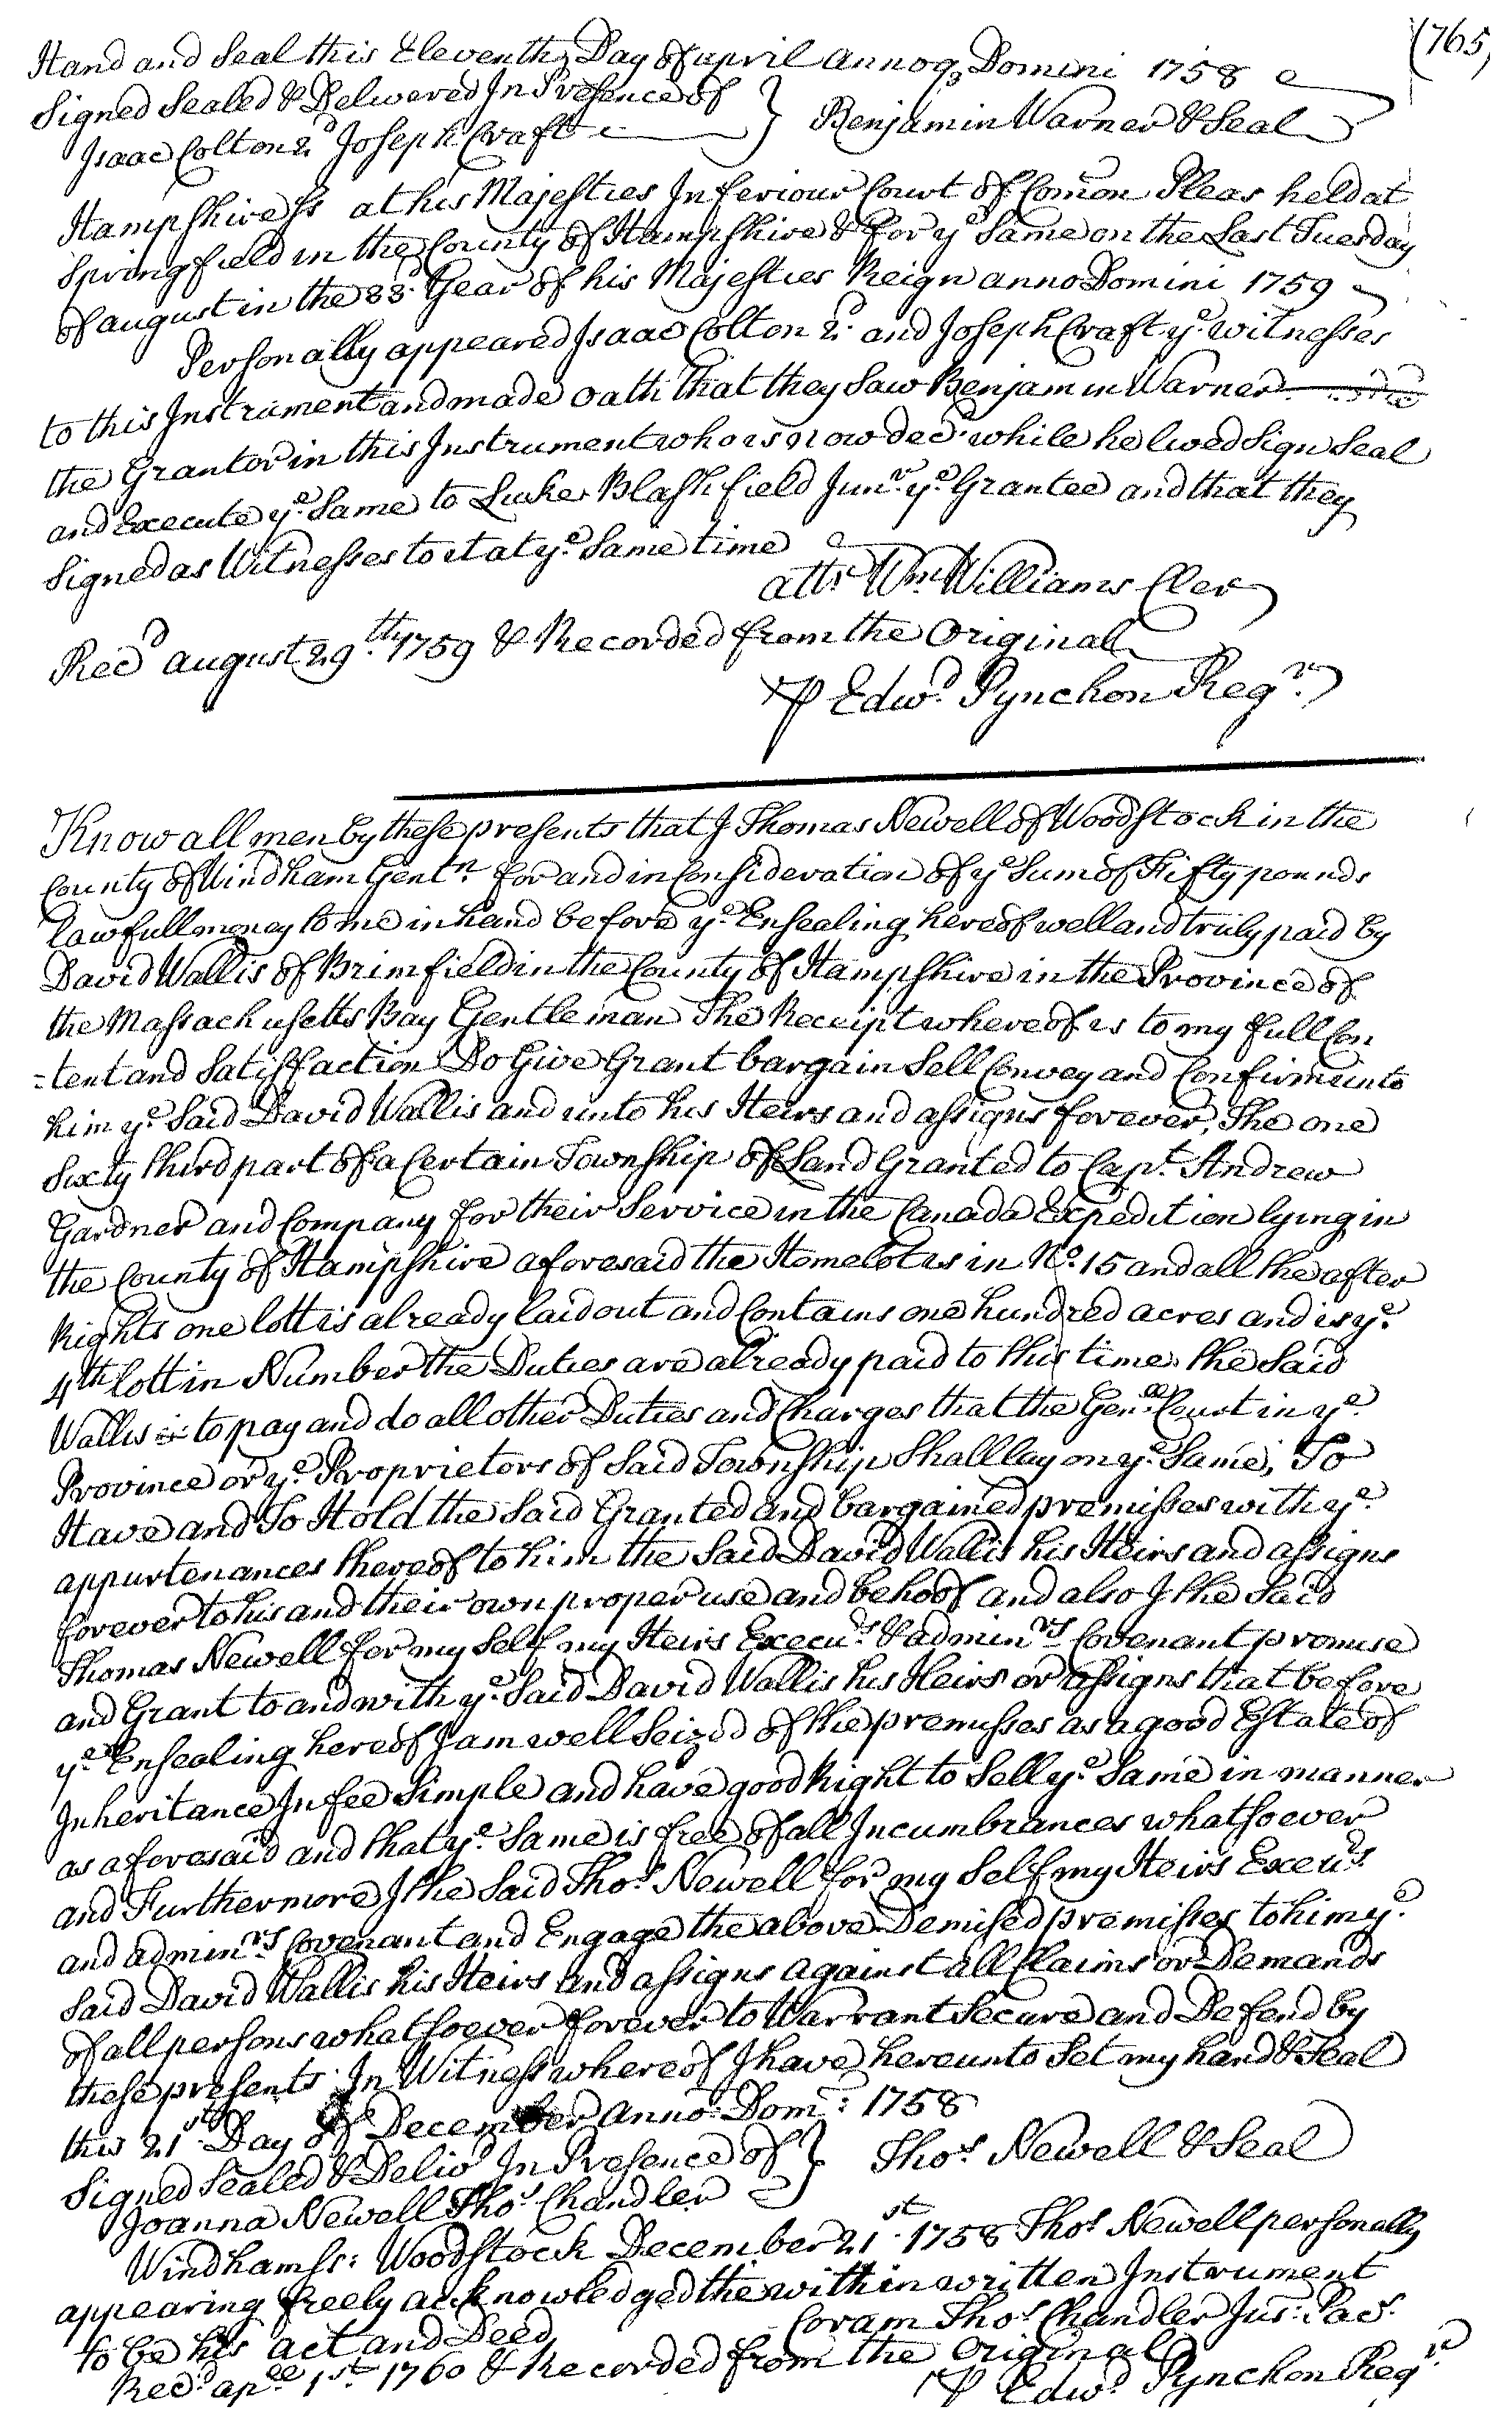 (765)
Hand and Seal this Eleventh Day of april annoq. Domini 1758
Signed Sealed & Delivered In Presence of } Benjamin Warner & Seal
Isaac Colton 2d Joseph Craft
Hampshire ss at his Majesties Inferiour Court of Comon Pleas held at
Springfield in the County of Hampshire & for ye Same on the Last Tuesday
of august in the 33d Year of his Majesties Reign anno Domini 1759
Personally appeared Isaac Colton 2d and Joseph Craft ye witnesses
to this Instrument and made oath that they Saw Benjamin Warner
the Grantor in this Instrument who is now decd while he lived Sign Seal
and Execute ye Same to Luke Blashfield Junr ye Grantee and that they
Signed as Witnesses to it at ye Same time
attr Wm Williams Cler
Recd august 29th 1759 & Recorded from the Original
P Edwd Pynchon Regr
Know all men by these presents that I Thomas Newell of Woodstock in the
County of Windham Gentn for and in Consideration of ye Sum of Fifty pounds
lawfull money to me in hand before ye Ensealing hereof well and truly paid by
David Wallis of Brimfield in the County of Hampshire in the Province of
the Massachusetts Bay Gentleman The Receipt whereof is to my full Con
=tent and Satisfaction Do Give Grant bargain Sell Convey and Confirm unto
him ye Said David Wallis and unto his Heirs and assigns forever, The one
Sixty third part of a Certain Township of Land Granted to Capt. Andrew
Gardner and Company for their Service in the Canada Expedition lying in
the County of Hampshire aforesaid the Homelot is in No. 15 and all the after
Rights one lott is already laid out and Contains one hundred acres and is ye
4th lott in Number the Duties are already paid to this time. the Said
Wallis is to pay and do all other Duties and Charges that the Genll Court in ye
Province or ye Proprietors of Said Township Shall lay on ye Same; To
Have and To Hold the Said Granted and bargained premisses with ye
appurtenances thereof to him the Said David Wallis his Heirs and assigns
forever to his and their own proper use and behoof and also I the Said
Thomas Newell for my Self my Heirs Execurs & adminrs Covenant promise
and Grant to and with ye Said David Wallis his Heirs or assigns that before
ye Ensealing hereof I am well Seizd of the premisses as a good Estate of
Inheritance In fee Simple and have good Right to Sell ye Same in manner
as aforesaid and that ye Same is free of all Incumbrances whatsoever
and Furthermore I the Said Thos Newell for my Self my Heirs Execurs
and adminrs Covenant and Engage the above Demised premisses to him ye
Said David Wallis his Heirs and assigns against all Claims or Demands
of all persons whatsoever forever to Warrant Secure and Defend by
these presents In Witness whereof I have hereunto Set my hand & Seal
this 21st Day of December anno: Dom: 1758
Signed Sealed & Delivd In Presence of } Thos Newell & Seal
Joanna Newell Thos Chandler
Windham ss: Woodstock December 21st 1758 Thos Newell personally
appearing freely acknowledged the within written Instrument
to be his act and Deed Coram Thos Chandler Jus: Pacs.
Recd apll 1st 1760 & Recorded from the Original
P Edwd Pynchon Regr